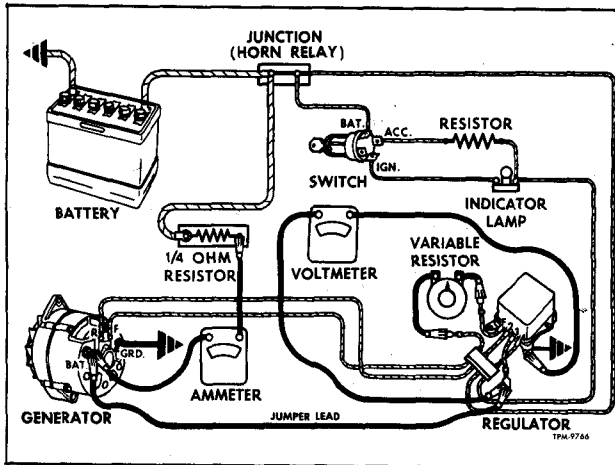 JUNCTION
(HORN RELAY)
BAT.
ACC.
RESISTOR
IGN.
SWITCH
INDICATOR
LAMP
BATTERY
1/4 OHM
RESISTOR
VOLTMETER
VARIABLE
RESISTOR
R
F
BAT.
GRD.
GENERATOR
AMMETER
JUMPER LEAD
REGULATOR
TPM-9766